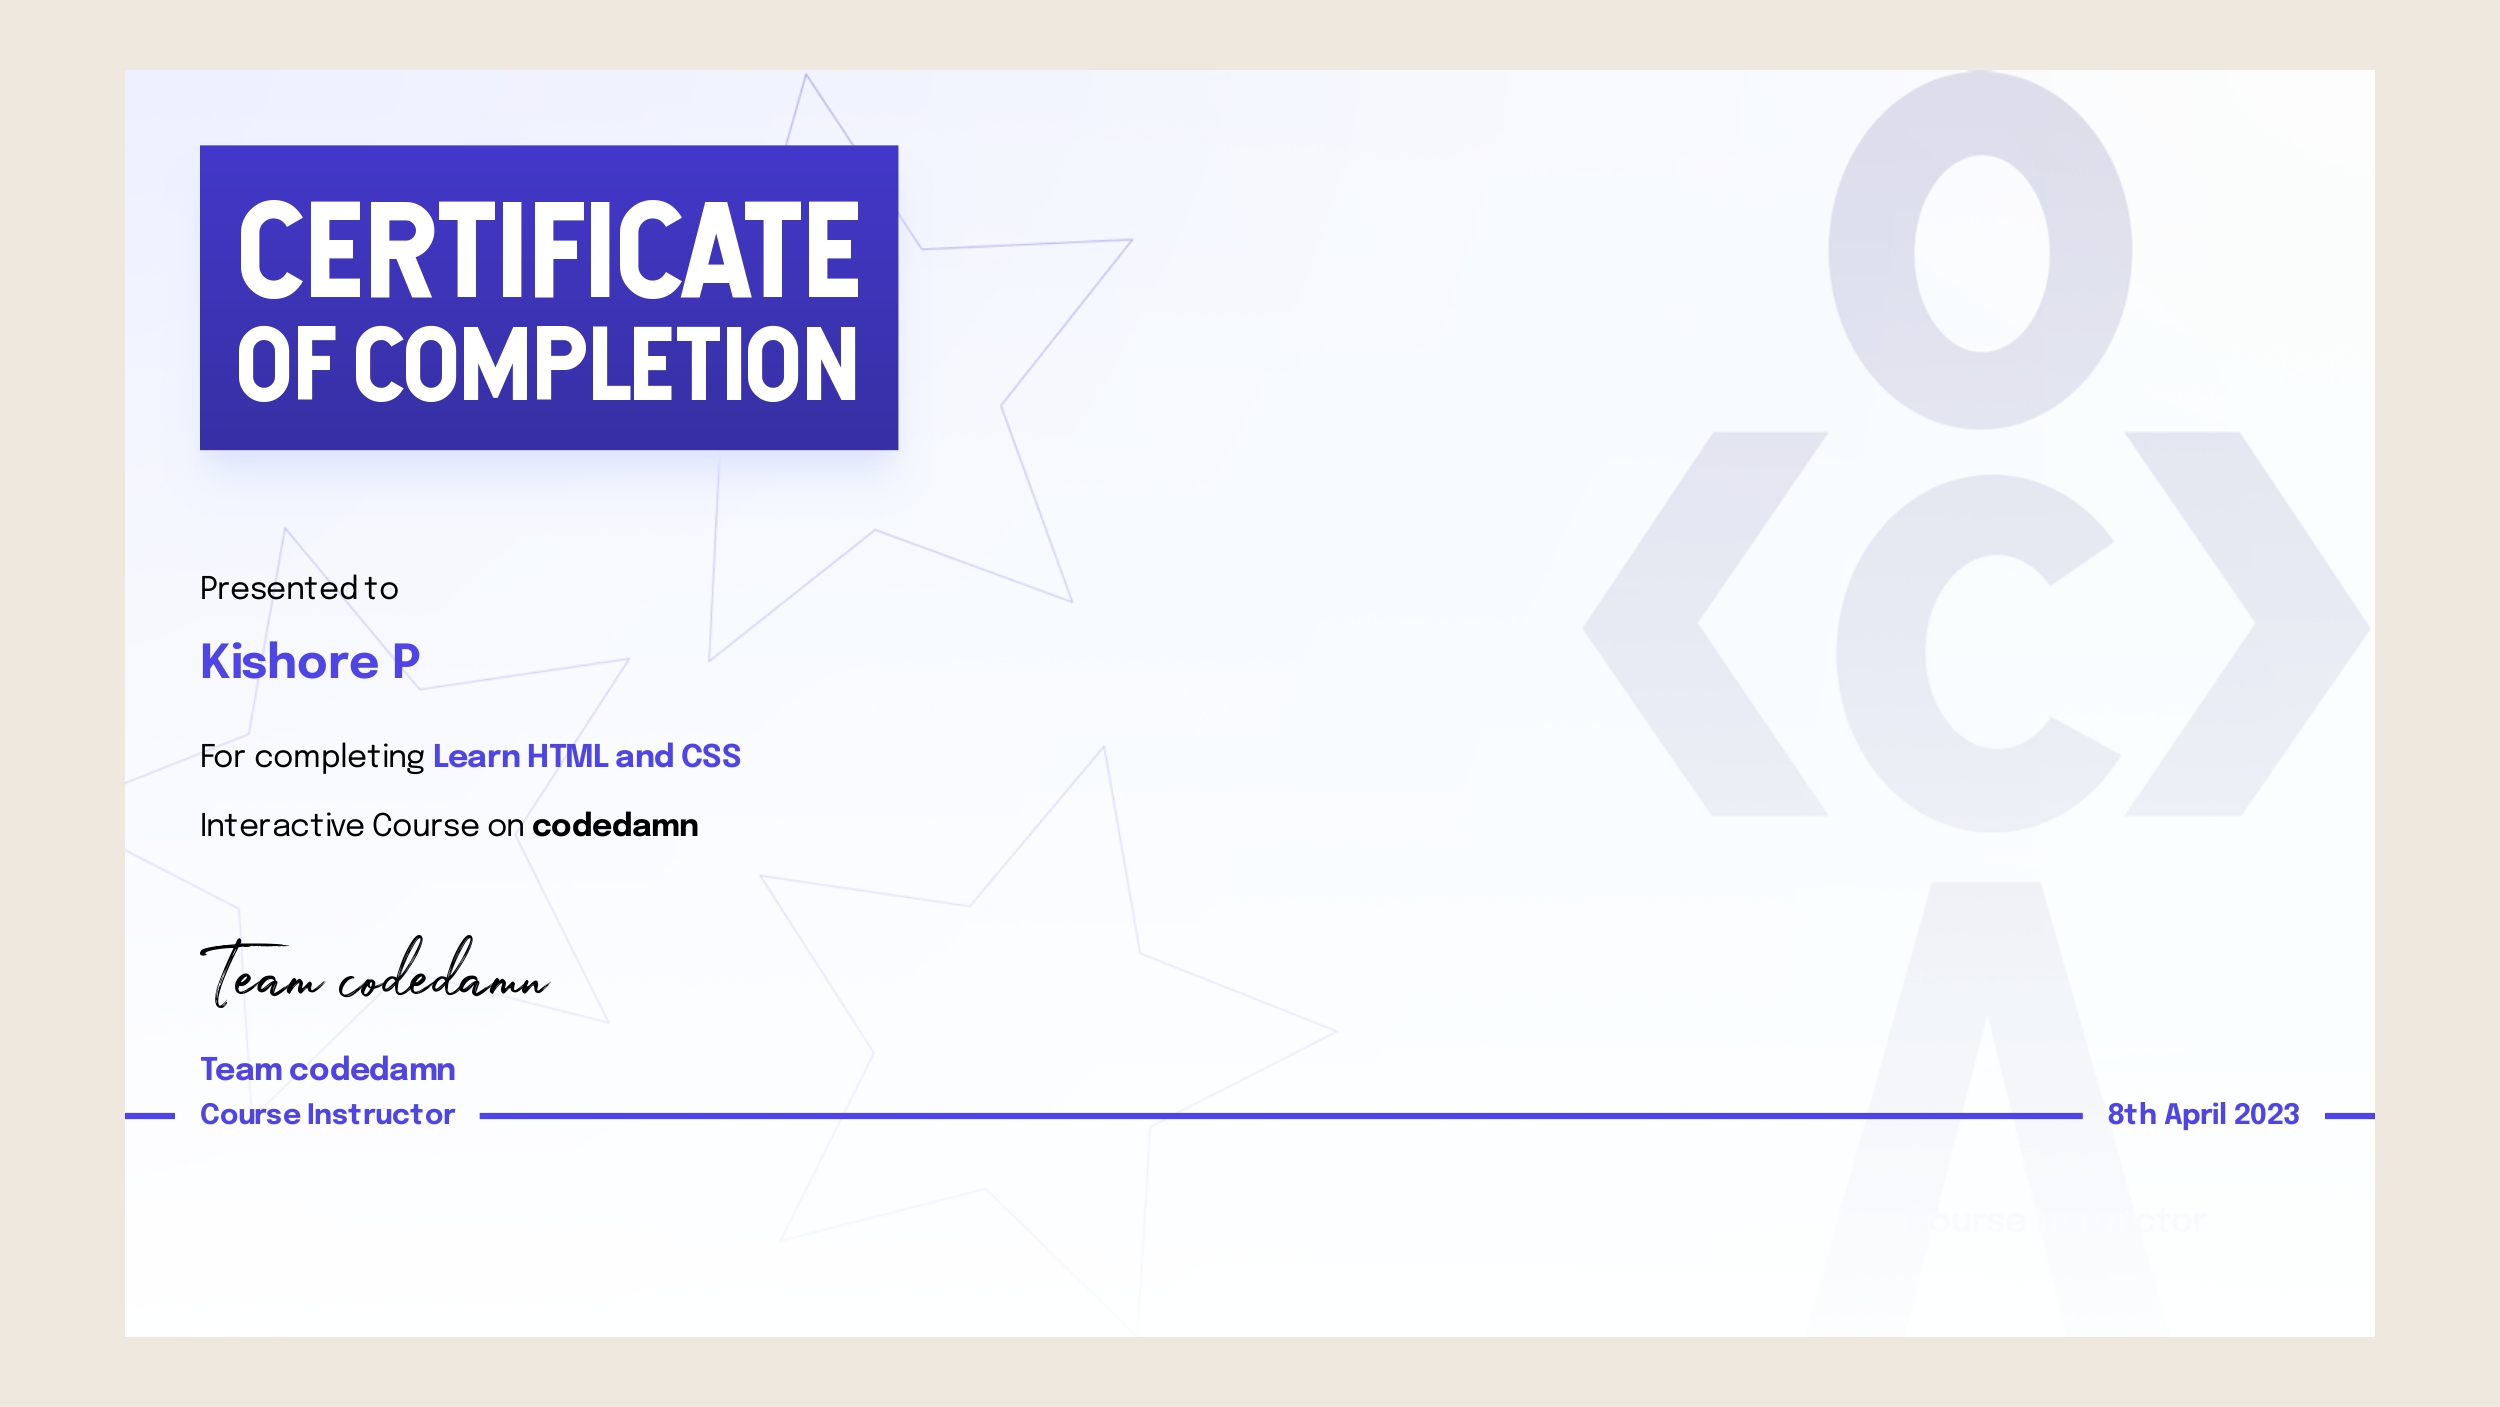 CERTIFICATE
OF COMPLETION
Presented to
Kishore P
For completing Learn HTML and CSS
Interactive Course on codedamn
Team codedamn
Team codedamn
Course Instructor
8th April 2023